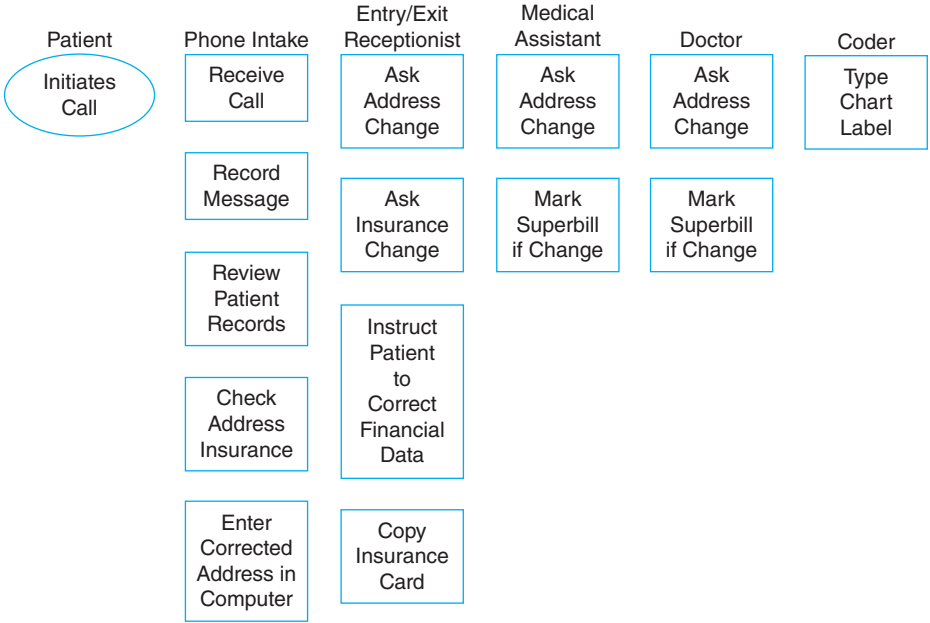 Patient
Initiates
Call
Phone Intake
Receive
Call
Record
Message
Review
Patient
Records
Check
Address
Insurance
Enter
Corrected
Address in
Computer
Entry/Exit
Receptionist
Ask
Address
Change
Ask
Insurance
Change
Instruct
Patient
to
Correct
Financial
Data
Copy
Insurance
Card
Medical
Assistant
Ask
Address
Change
Mark
Superbill
if Change
Doctor
Ask
Address
Change
Mark
Superbill
if Change
Coder
Type
Chart
Label